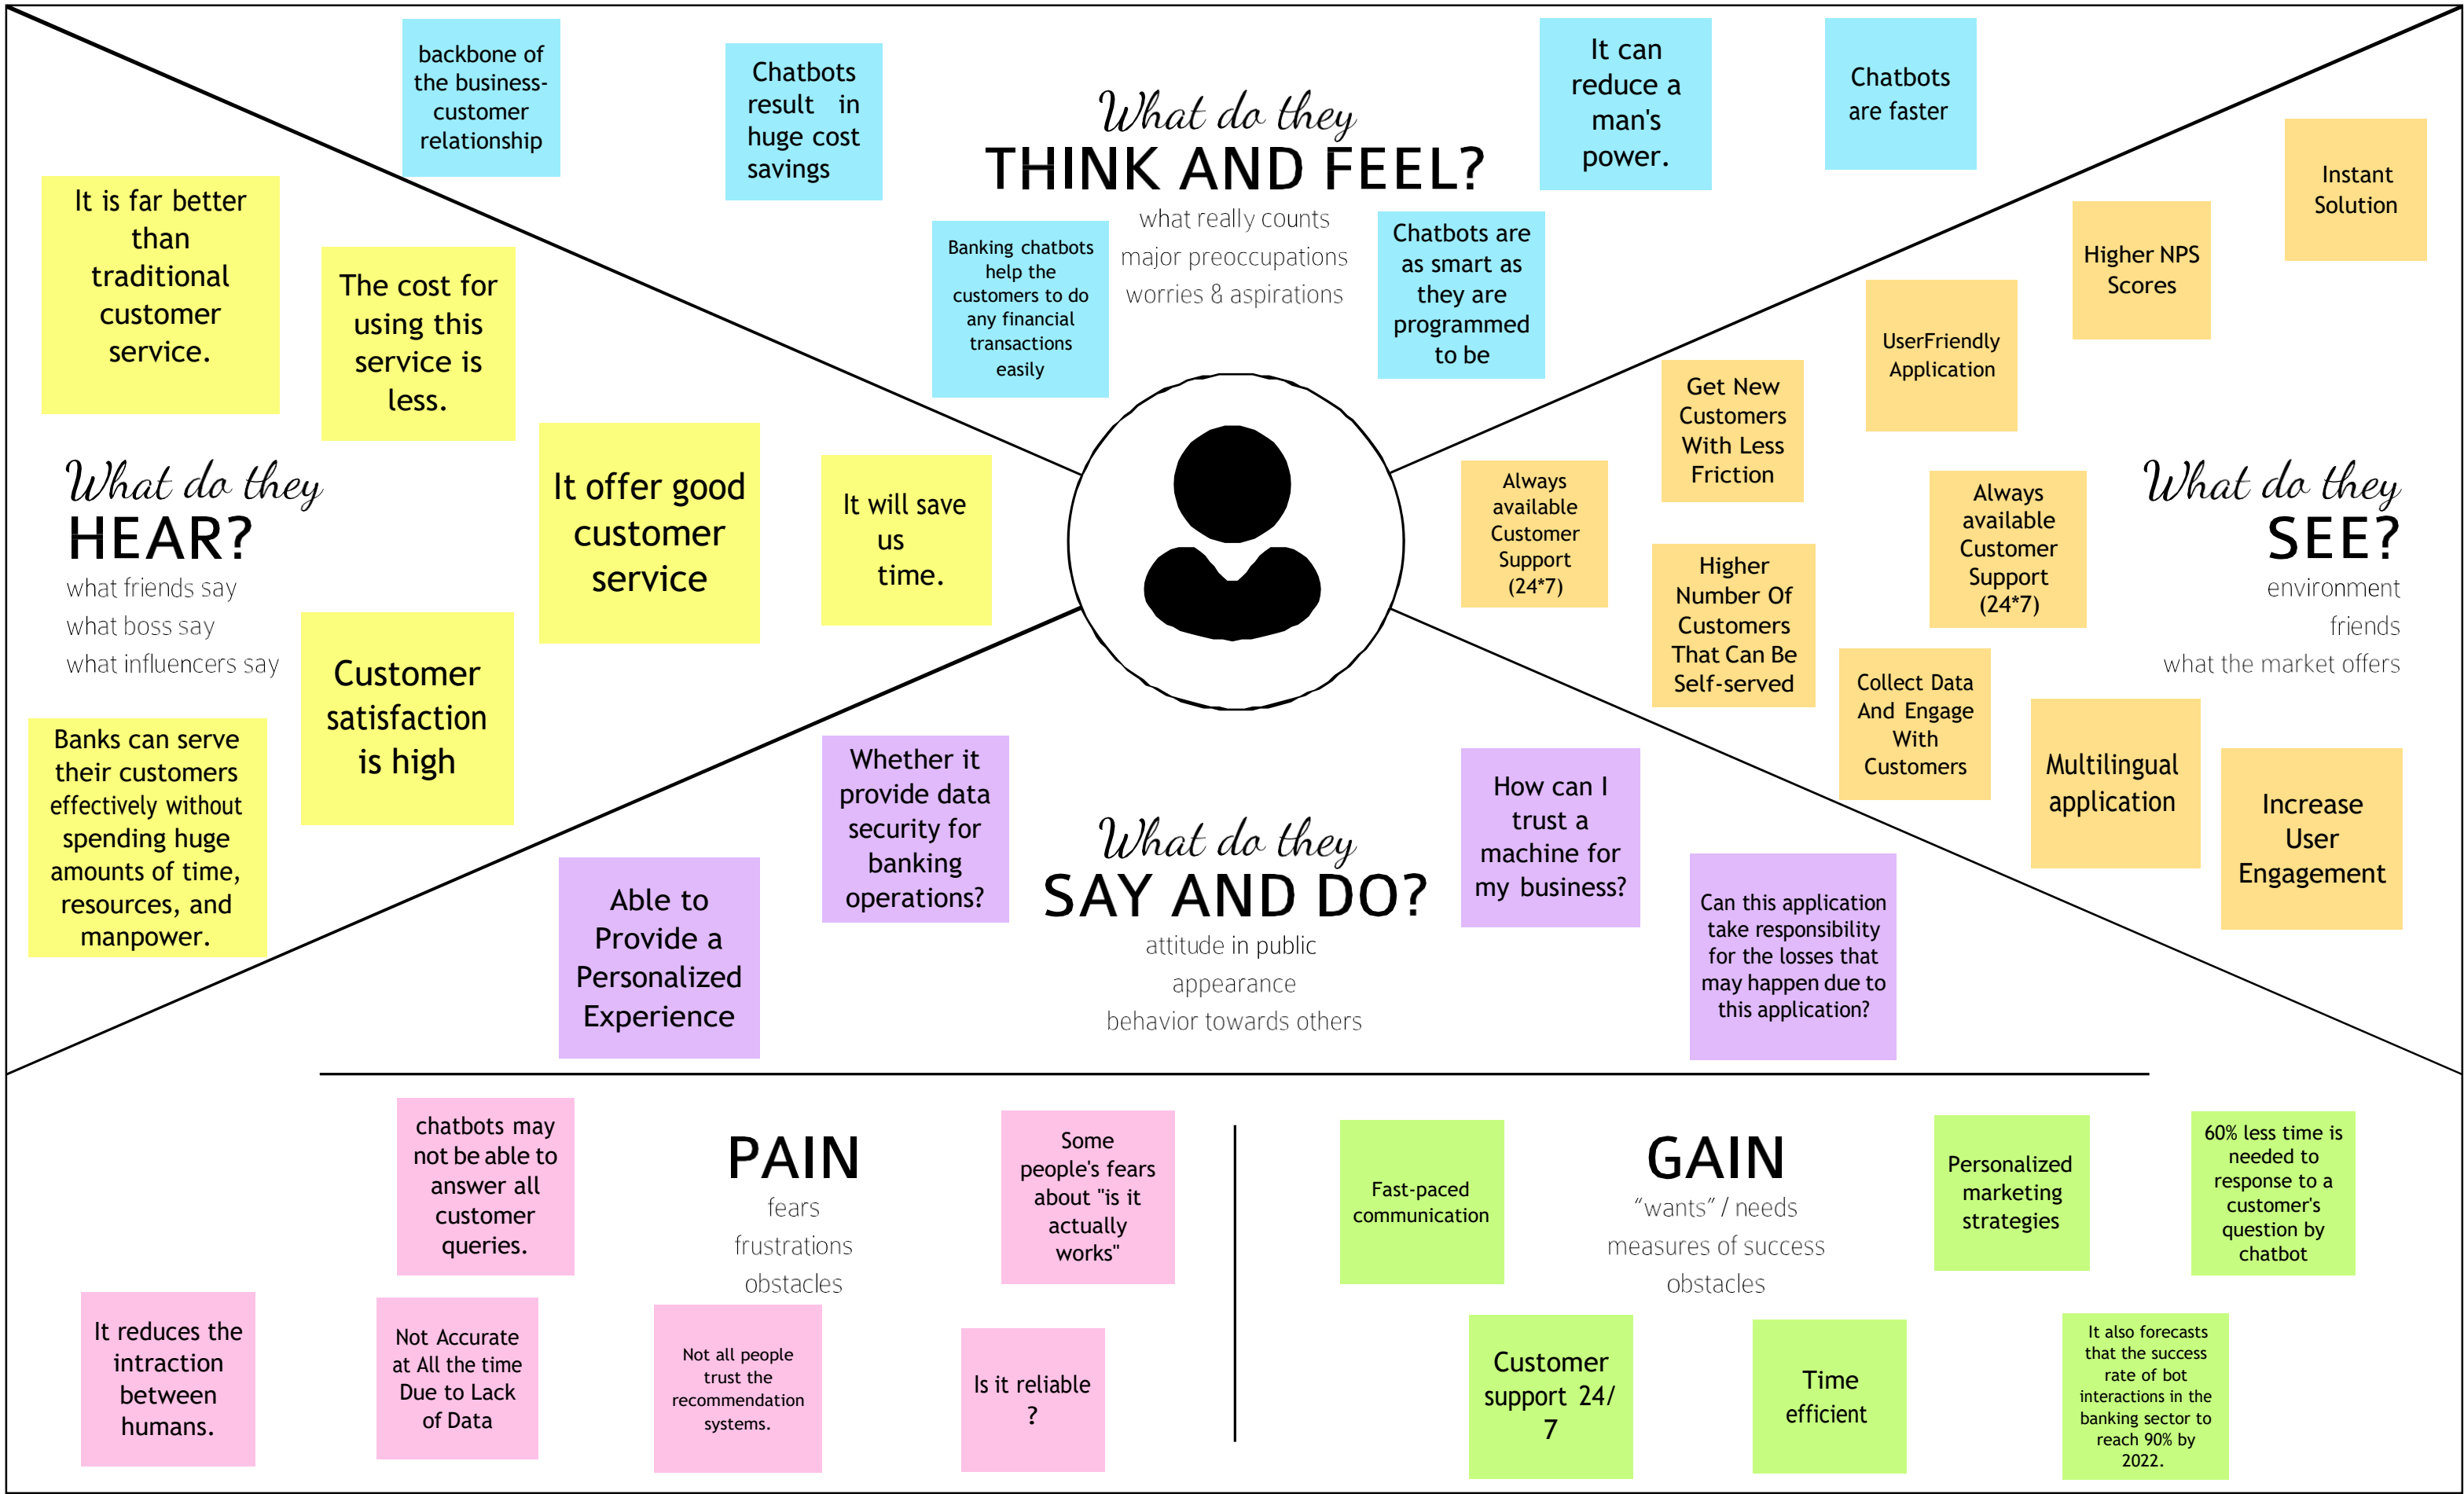 backbone of
the business-
customer
relationship
Chatbots
result in
huge cost
savings
What do they
THINK AND FEEL?
what really counts
major preoccupations
worries & aspirations
It can
reduce a
man's
power.
Chatbots
are faster
Banking chatbots
help the
customers to do
any financial
transactions
easily
Chatbots are
as smart as
they are
programmed
to be
It is far better
than
traditional
customer
service.
The cost for
using this
service is
less.
What do they
HEAR?
what friends say
what boss say
what influencers say
It offer good
customer
service
It will save
us
time.
Customer
satisfaction
is high
Banks can serve
their customers
effectively without
spending huge
amounts of time,
resources, and
manpower.
Instant
Solution
Higher NPS
Scores
UserFriendly
Application
Get New
Customers
With Less
Friction
Always
available
Customer
Support
(24*7)
Always
available
Customer
Support
(24*7)
What do they
SEE?
environment
friends
what the market offers
Higher
Number Of
Customers
That Can Be
Self-served
Collect Data
And Engage
With
Customers
Multilingual
application
Increase
User
Engagement
Able to
Provide a
Personalized
Experience
Whether it
provide data
security for
banking
operations?
What do they
SAY AND DO?
attitude in public
appearance
behavior towards others
How can I
trust a
machine for
my business?
Can this application
take responsibility
for the losses that
may happen due to
this application?
chatbots may
not be able to
answer all
customer
queries.
PAIN
fears
frustrations
obstacles
Some
people's fears
about "is it
actually
works"
It reduces the
intraction
between
humans.
Not Accurate
at All the time
Due to Lack
of Data
Not all people
trust the
recommendation
systems.
Is it reliable
?
Fast-paced
communication
GAIN
“wants” / needs
measures of success
obstacles
Personalized
marketing
strategies
60% less time is
needed to
response to a
customer's
question by
chatbot
Customer
support 24/
7
Time
efficient
It also forecasts
that the success
rate of bot
interactions in the
banking sector to
reach 90% by
2022.